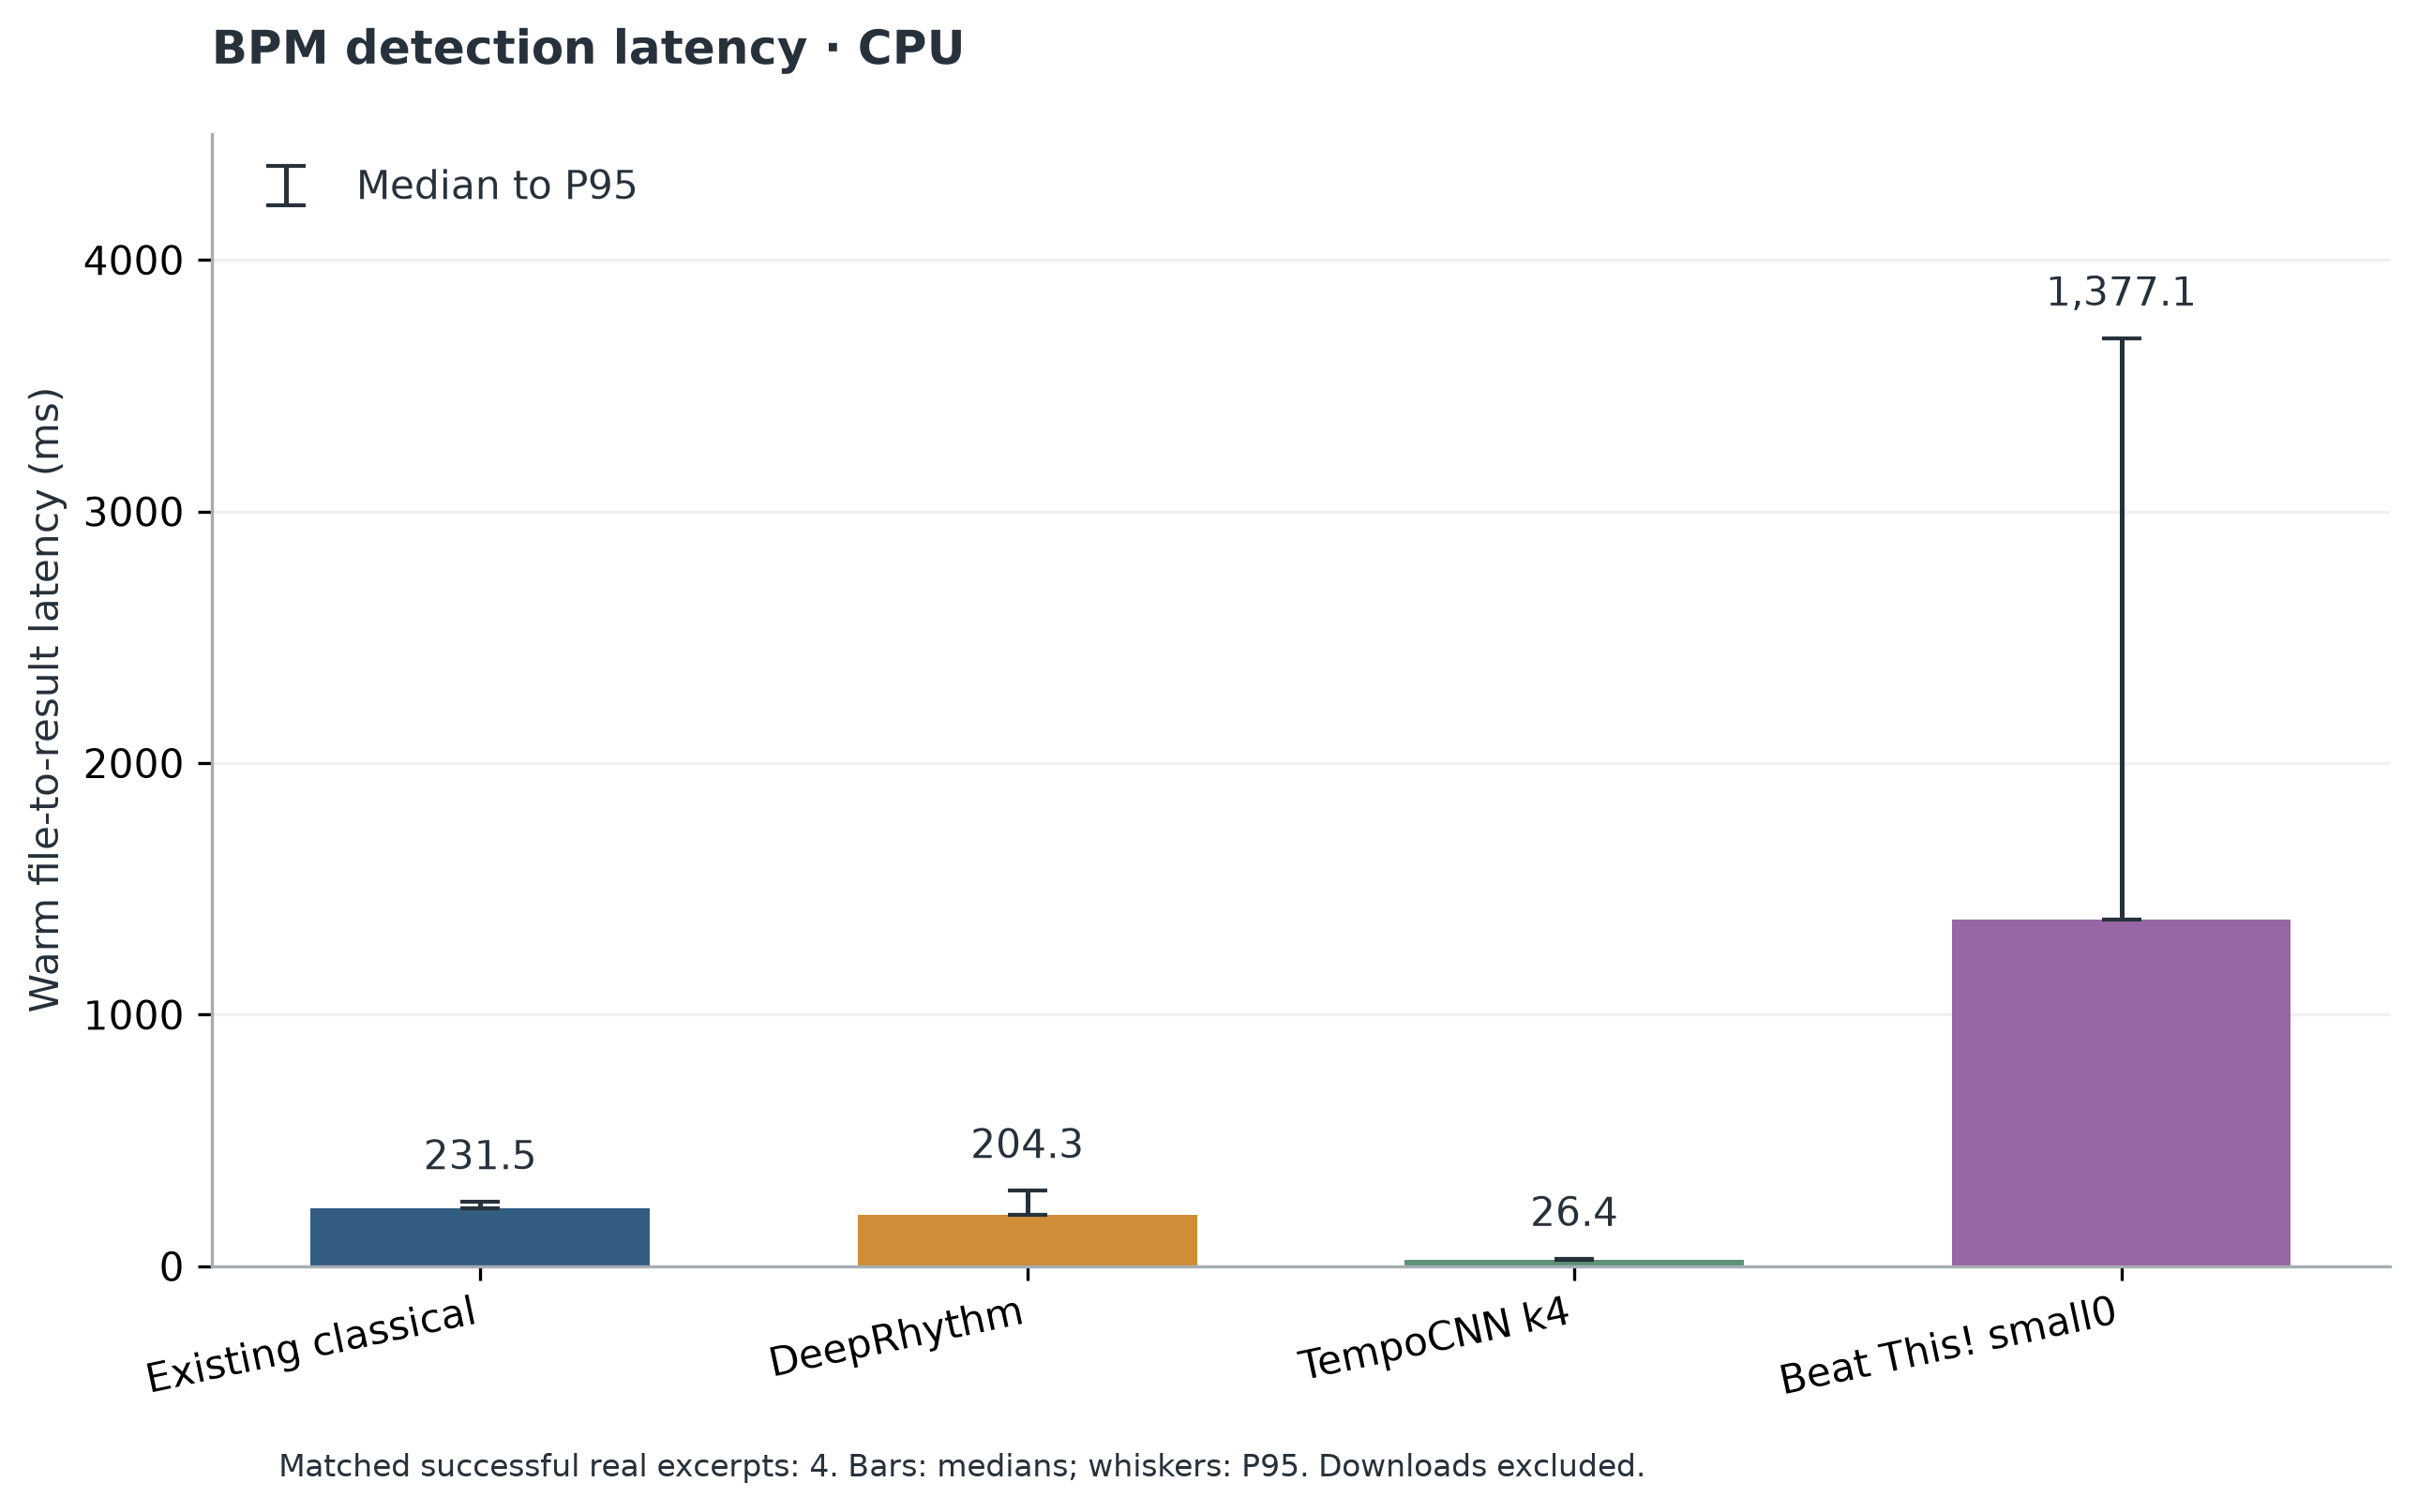 BPM detection latency · CPU
Median to P95
Warm file-to-result latency (ms)
4000
3000
2000
1000
0
231.5
204.3
26.4
1,377.1
Existing classical
DeepRhythm
TempoCNN k4
Beat This! small0
Matched successful real excerpts: 4. Bars: medians; whiskers: P95. Downloads excluded.